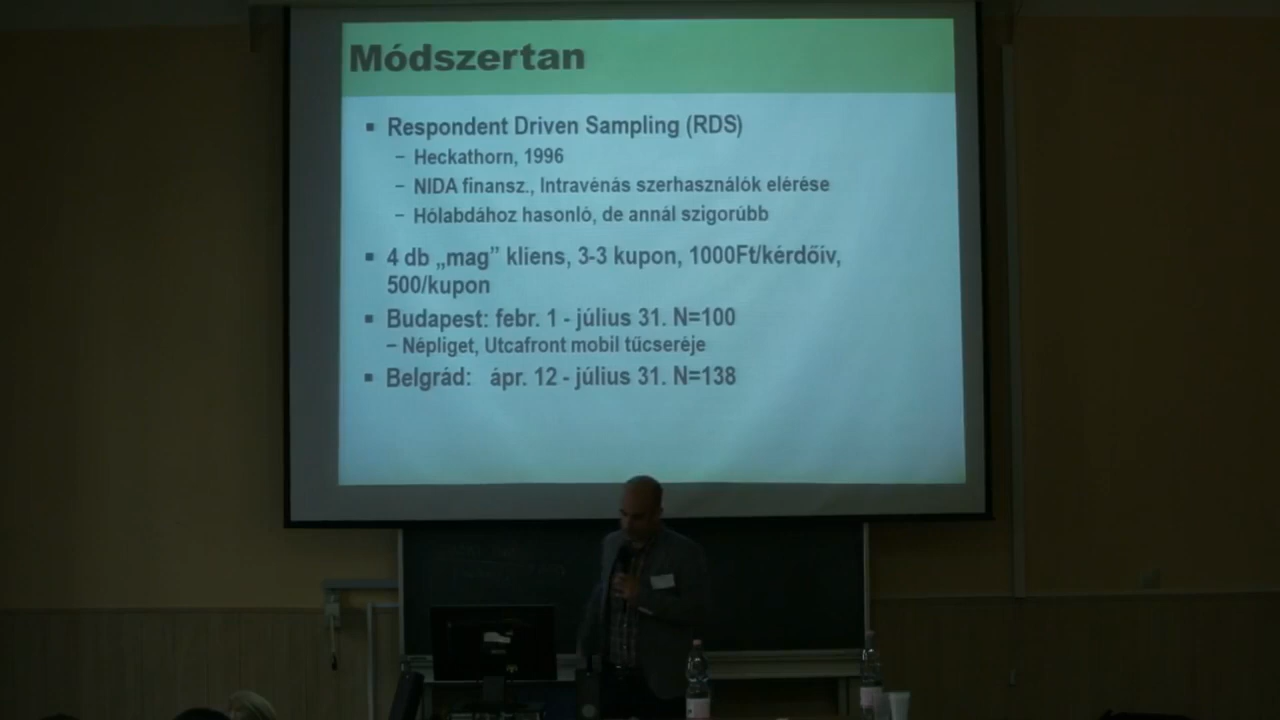 Módszertan
▪ Respondent Driven Sampling (RDS)
– Heckathorn, 1996
– NIDA finansz., Intravénás szerhasználók elérése
– Hólabdához hasonló, de annál szigorúbb
▪ 4 db „mag” kliens, 3-3 kupon, 1000Ft/kérdőív,
500/kupon
▪ Budapest: febr. 1 - július 31. N=100
– Népliget, Utcafront mobil tűcseréje
▪ Belgrád: ápr. 12 - július 31. N=138